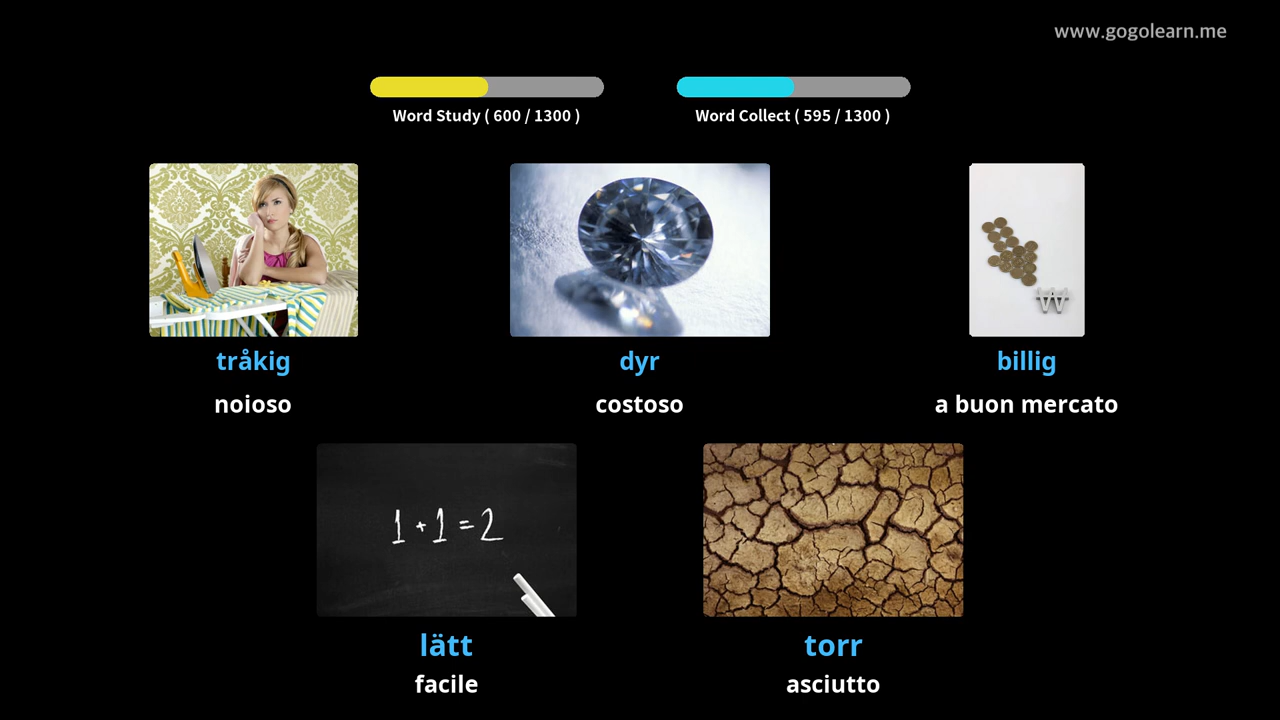 www.gogolearn.me
Word Study ( 600 / 1300 )
Word Collect ( 595 / 1300 )
tråkig
noioso
dyr
costoso
₩
billig
a buon mercato
1 + 1 = 2
lätt
facile
torr
asciutto